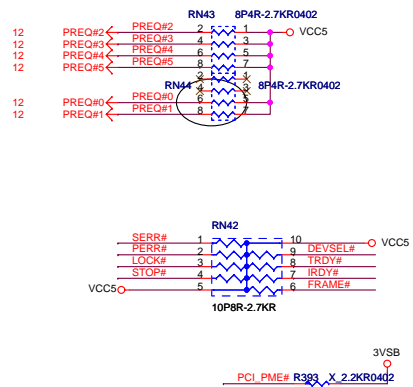 RN43 8P4R-2.7KR0402
12 PREQ#2 PREQ#2 2 1 VCC5
12 PREQ#3 PREQ#3 4 3
12 PREQ#4 PREQ#4 6 5
12 PREQ#5 PREQ#5 8 7
RN44 2 1 8P4R-2.7KR0402
4 3
12 PREQ#0 PREQ#0 6 5
12 PREQ#1 PREQ#1 8 7
RN42
SERR# 1 10 VCC5
PERR# 2 9 DEVSEL#
LOCK# 3 8 TRDY#
STOP# 4 7 IRDY#
VCC5 5 6 FRAME#
10P8R-2.7KR
3VSB
PCI_PME# R393 X_2.2KR0402